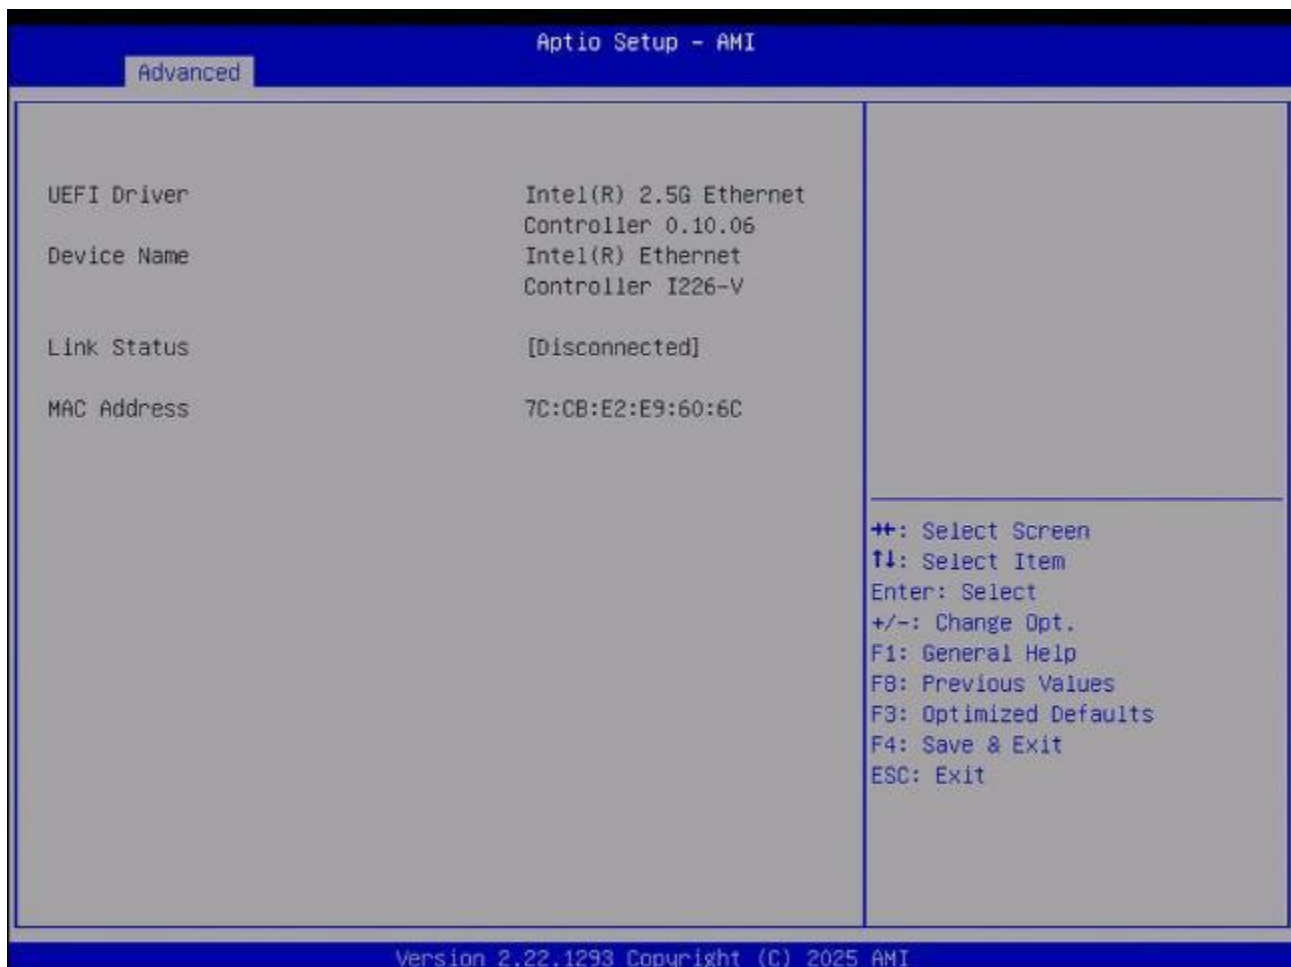 Aptio Setup - AMI
Advanced
UEFI Driver Intel(R) 2.5G Ethernet
Controller 0.10.06
Device Name Intel(R) Ethernet
Controller I226-V
Link Status [Disconnected]
MAC Address 7C:CB:E2:E9:60:6C
→←: Select Screen
↑↓: Select Item
Enter: Select
+/-: Change Opt.
F1: General Help
F8: Previous Values
F3: Optimized Defaults
F4: Save & Exit
ESC: Exit
Version 2.22.1293 Copyright (C) 2025 AMI